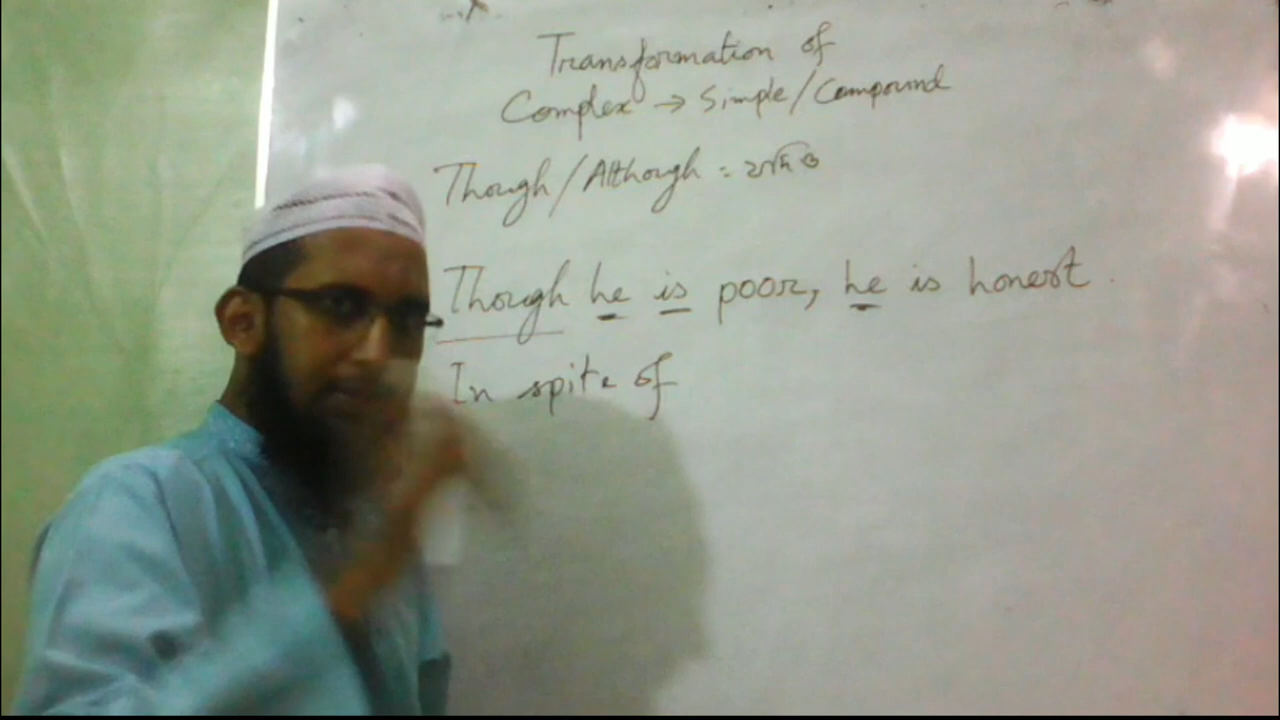 Transformation of
Complex → Simple/Compound
Though/Although =
Though he is poor, he is honest.
In spite of